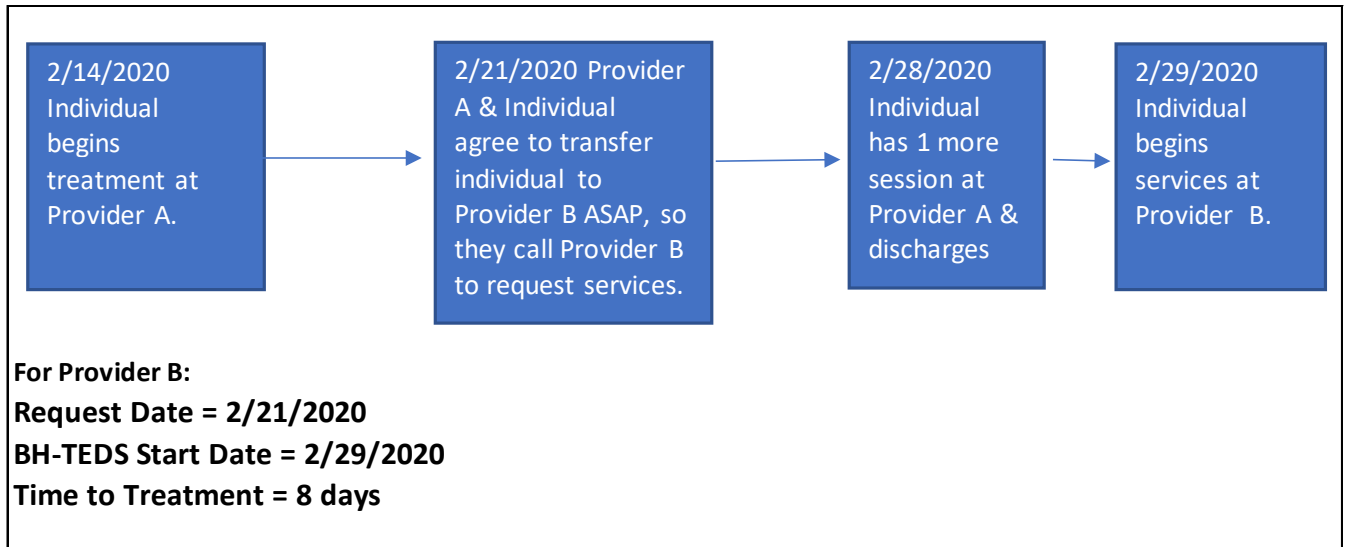 2/14/2020
Individual
begins
treatment at
Provider A.
2/21/2020 Provider
A & Individual
agree to transfer
individual to
Provider B ASAP, so
they call Provider B
to request services.
2/28/2020
Individual
has 1 more
session at
Provider A &
discharges
2/29/2020
Individual
begins
services at
Provider B.
For Provider B:
Request Date = 2/21/2020
BH-TEDS Start Date = 2/29/2020
Time to Treatment = 8 days